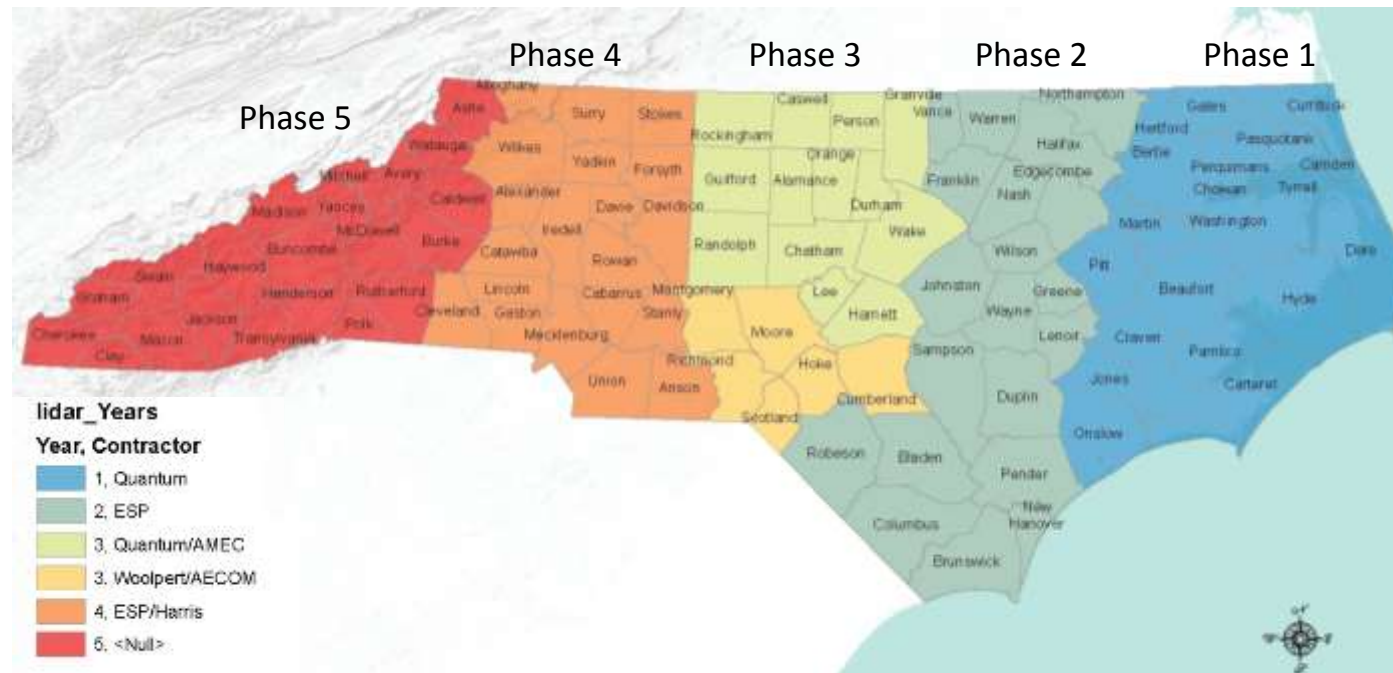 Phase 4
Phase 3
Phase 2
Phase 1
Phase 5
Alleghany
Ashe
Surry
Stokes
Caswell
Person
Granville
Vance
Northampton
Warren
Gates
Currituck
Hertford
Pasquotank
Rockingham
Halifax
Bertie
Perquimans
Camden
Watauga
Wilkes
Yadkin
Forsyth
Guilford
Alamance
Orange
Franklin
Edgecombe
Nash
Chowan
Tyrrell
Mitchell
Avery
Caldwell
Alexander
Davie
Davidson
Durham
Wake
Martin
Washington
Madison
Yancey
McDowell
Burke
Iredell
Randolph
Chatham
Wilson
Pitt
Dare
Buncombe
Catawba
Rowan
Swain
Haywood
Henderson
Rutherford
Lincoln
Cabarrus
Montgomery
Lee
Johnston
Greene
Beaufort
Hyde
Graham
Jackson
Polk
Cleveland
Gaston
Stanly
Harnett
Wayne
Lenoir
Craven
Cherokee
Macon
Transylvania
Mecklenburg
Moore
Sampson
Pamlico
Clay
Richmond
Hoke
Union
Anson
Cumberland
Duplin
Jones
Cartarat
Scotland
Onslow
Robeson
Bladen
Pender
New
Hanover
Columbus
Brunswick
lidar_Years
Year, Contractor
1, Quantum
2, ESP
3, Quantum/AMEC
3, Woolpert/AECOM
4, ESP/Harris
5, <Null>